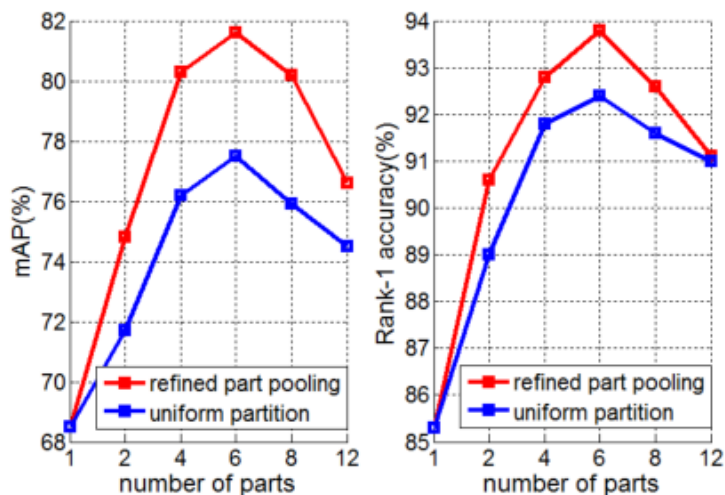 mAP(%)
82
80
78
76
74
72
70
68
refined part pooling
uniform partition
1 2 4 6 8 12
number of parts
Rank-1 accuracy(%)
94
93
92
91
90
89
88
87
86
85
refined part pooling
uniform partition
1 2 4 6 8 12
number of parts